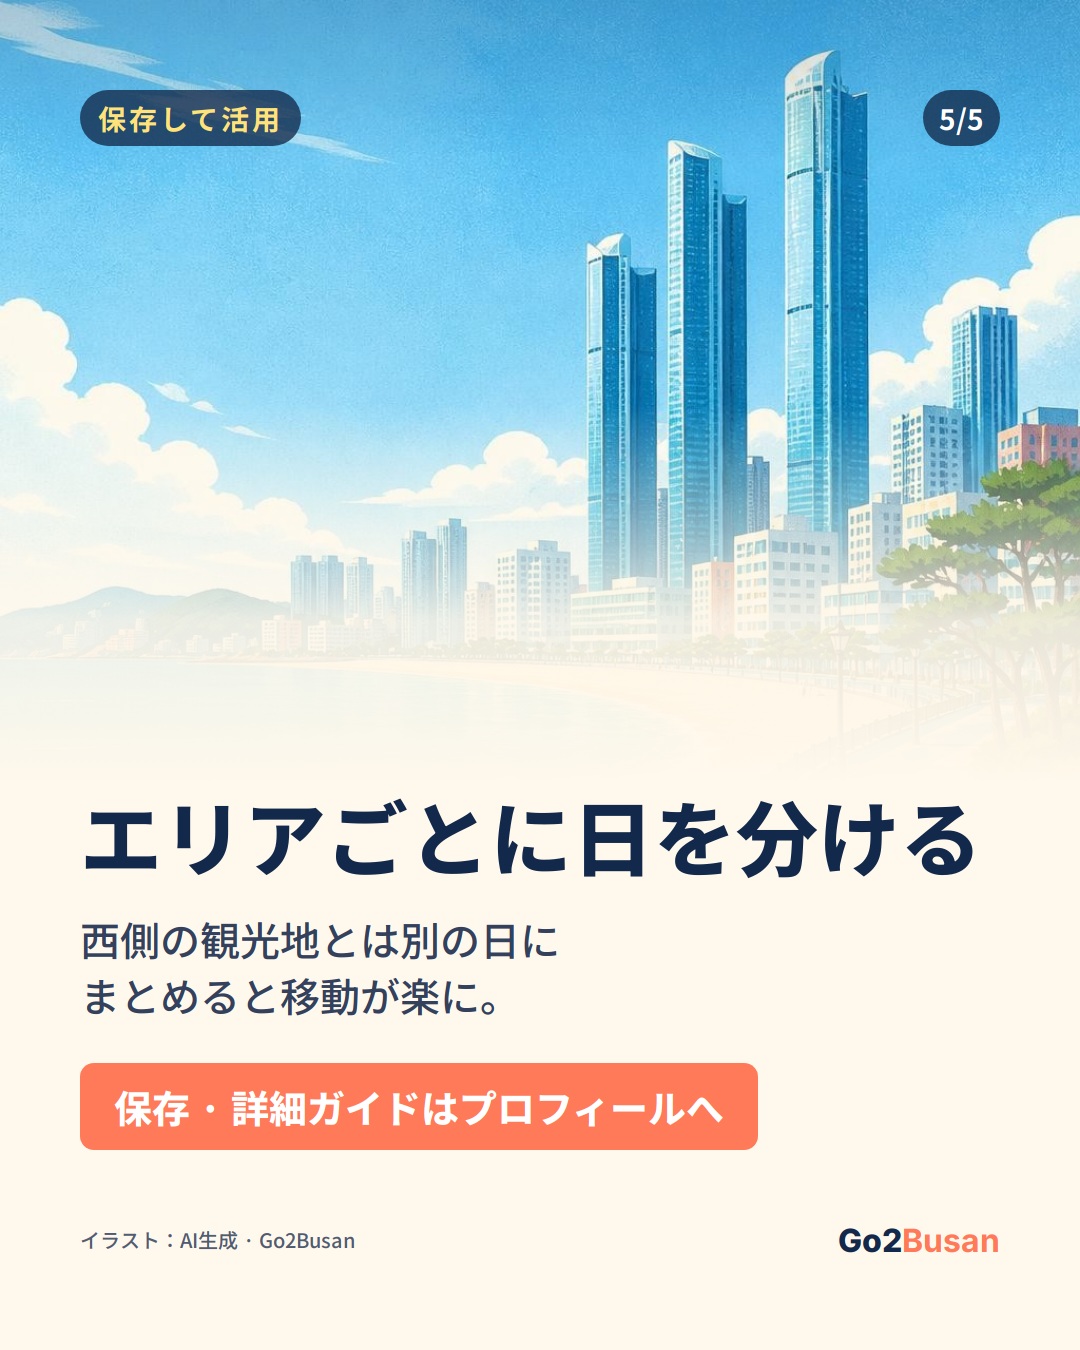 保存して活用
5/5
エリアごとに日を分ける
西側の観光地とは別の日に
まとめると移動が楽に。
保存・詳細ガイドはプロフィールへ
イラスト：AI生成・Go2Busan
Go2Busan